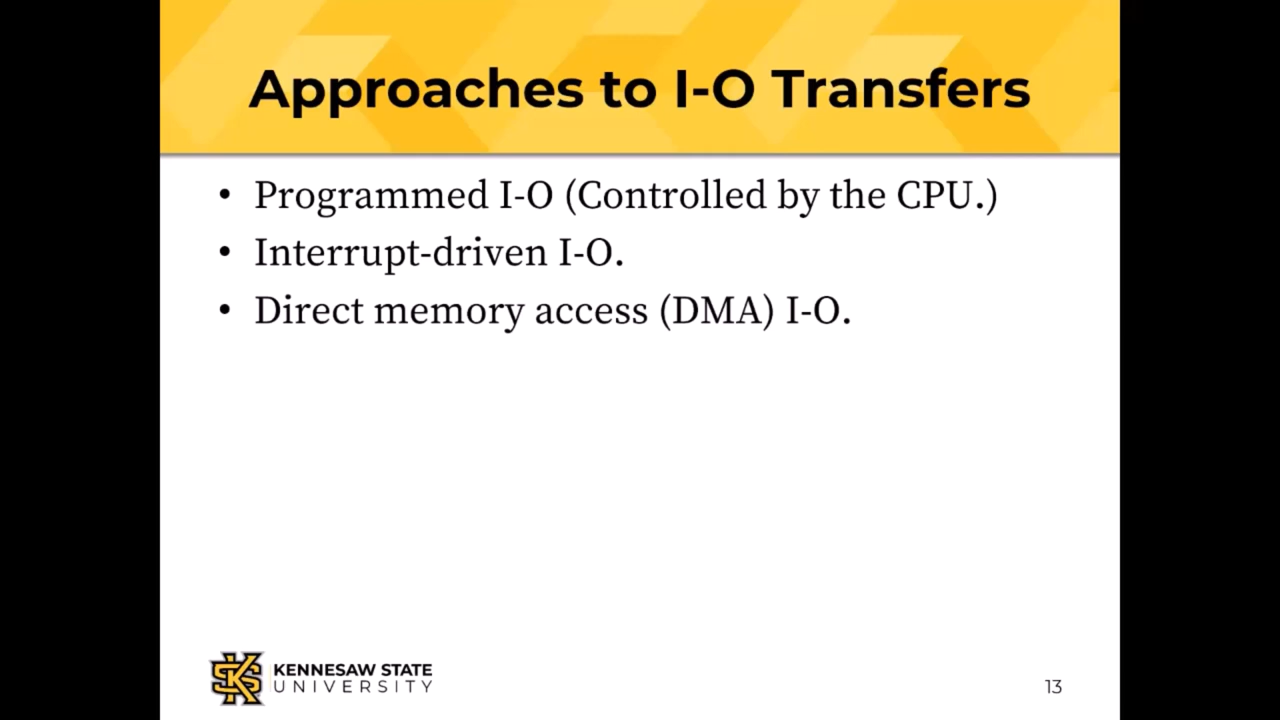 Approaches to I-O Transfers
• Programmed I-O (Controlled by the CPU.)
• Interrupt-driven I-O.
• Direct memory access (DMA) I-O.
KENNESAW STATE
UNIVERSITY
13